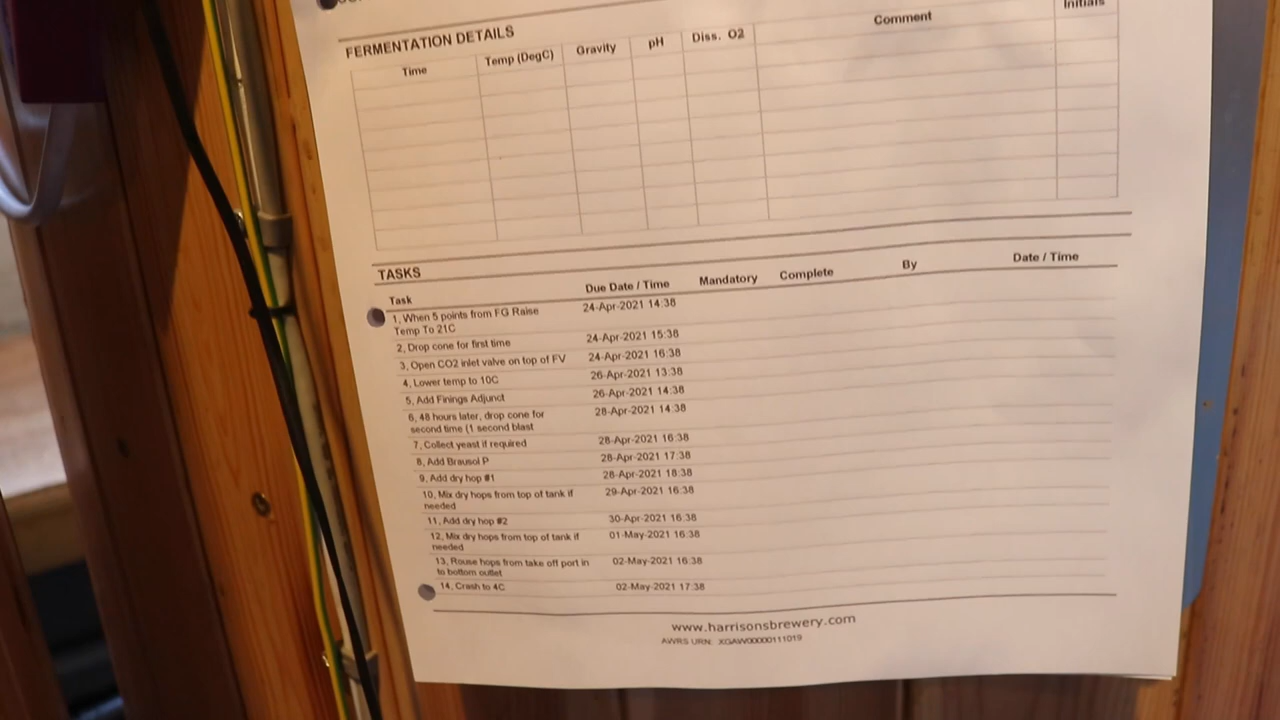 FERMENTATION DETAILS
Time Temp (DegC) Gravity pH Diss. O2 Comment Initials
TASKS
Task Due Date / Time Mandatory Complete By Date / Time
1, When 5 points from FG Raise 24-Apr-2021 14:38
Temp To 21C
2, Drop cone for first time 24-Apr-2021 15:38
3, Open CO2 inlet valve on top of FV 24-Apr-2021 16:38
4, Lower temp to 10C 26-Apr-2021 13:38
5, Add Finings Adjunct 26-Apr-2021 14:38
6, 48 hours later, drop cone for 28-Apr-2021 14:38
second time (1 second blast
7, Collect yeast if required 28-Apr-2021 16:38
8, Add Brausol P 28-Apr-2021 17:38
9, Add dry hop #1 28-Apr-2021 18:38
10, Mix dry hops from top of tank if 29-Apr-2021 16:38
needed
11, Add dry hop #2 30-Apr-2021 16:38
12, Mix dry hops from top of tank if 01-May-2021 16:38
needed
13, Rouse hops from take off port in 02-May-2021 16:38
to bottom outlet
14, Crash to 4C 02-May-2021 17:38
www.harrisonsbrewery.com
AWRS URN: XGAW00000111019